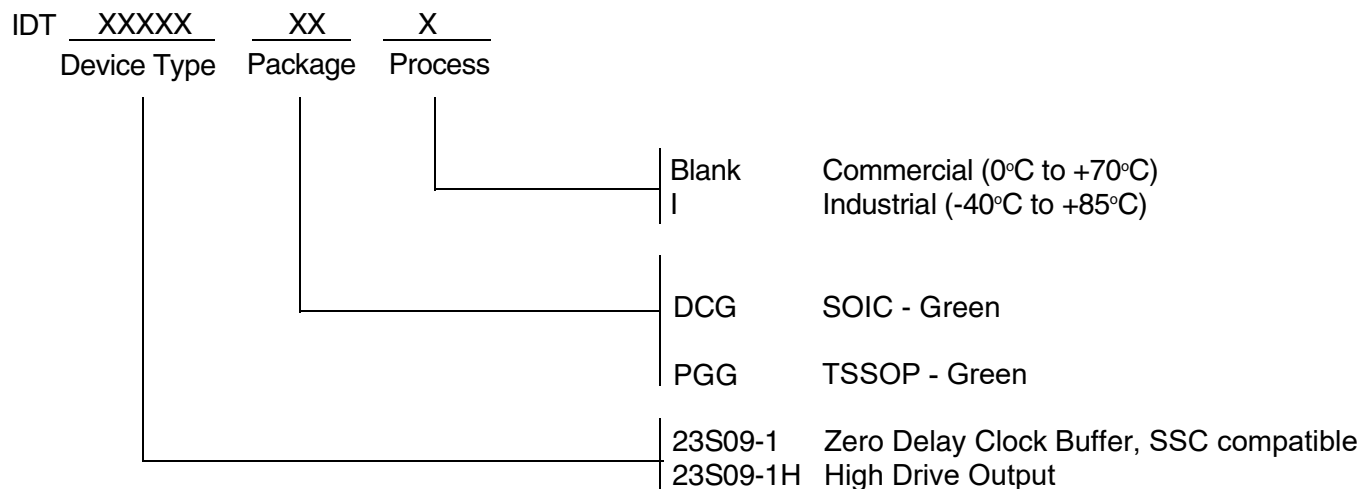 IDT XXXXX XX X
Device Type Package Process
Blank Commercial (0°C to +70°C)
I Industrial (-40°C to +85°C)
DCG SOIC - Green
PGG TSSOP - Green
23S09-1 Zero Delay Clock Buffer, SSC compatible
23S09-1H High Drive Output